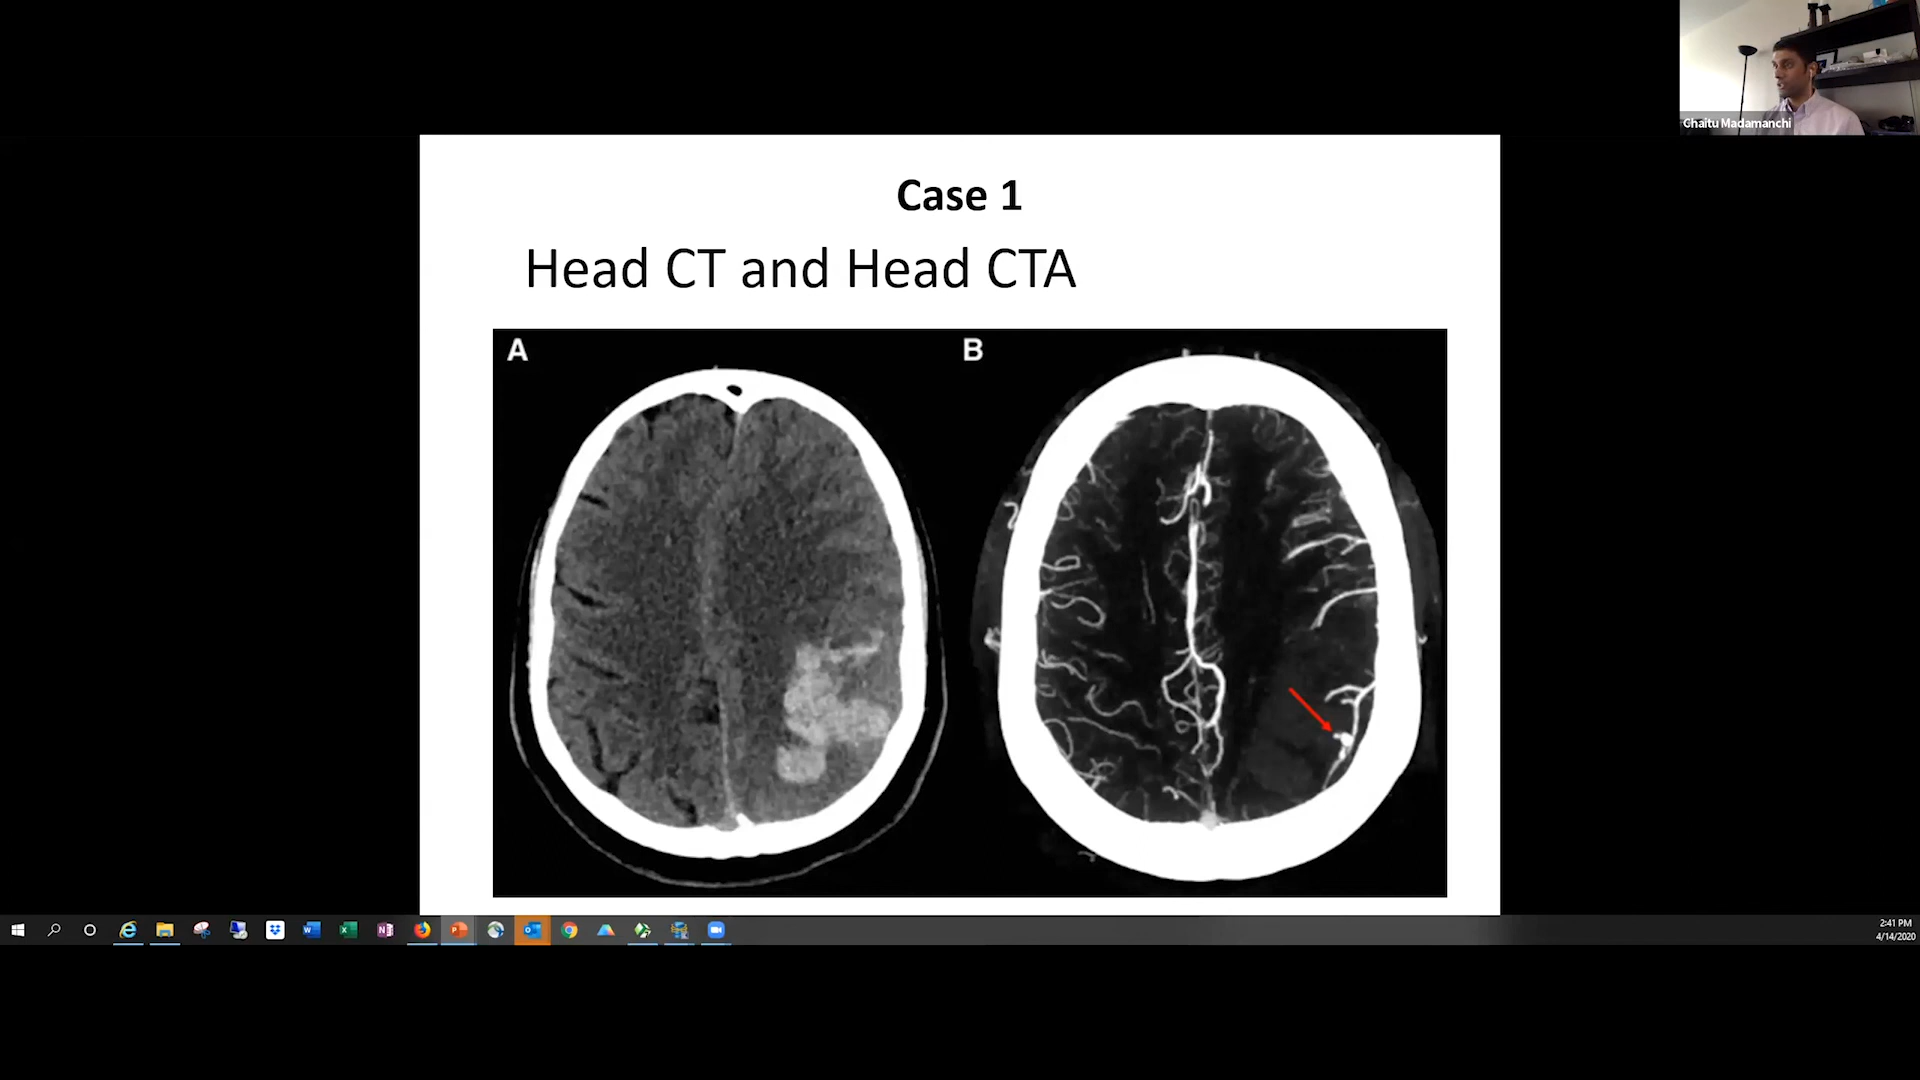 Chaitu Madamanchi
Case 1
Head CT and Head CTA
A
B
2:41 PM
4/14/2020